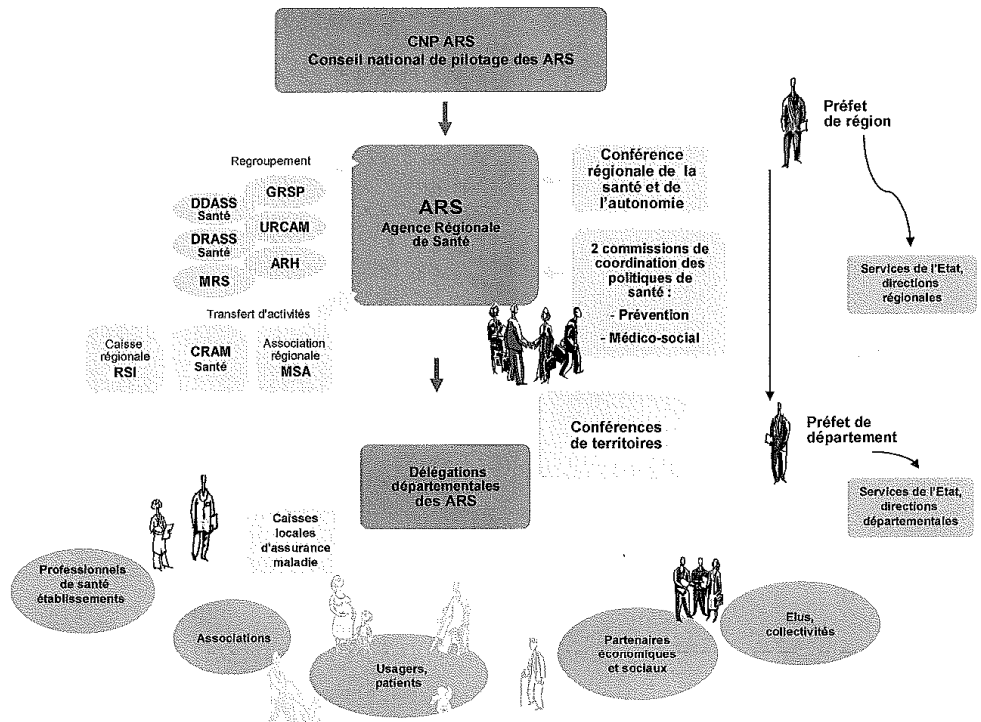 CNP ARS
Conseil national de pilotage des ARS
Préfet
de région
Regroupement
GRSP
DDASS
Santé
URCAM
DRASS
Santé
ARH
MRS
ARS
Agence Régionale
de Santé
Conférence
régionale de la
santé et de
l'autonomie
2 commissions de
coordination des
politiques de
santé :
- Prévention
- Médico-social
Services de l'Etat,
directions
régionales
Transfert d'activités
Caisse
régionale
RSI
CRAM
Santé
Association
régionale
MSA
Conférences
de territoires
Préfet de
département
Délégations
départementales
des ARS
Services de l'Etat,
directions
départementales
Caisses
locales
d'assurance
maladie
Professionnels
de santé
établissements
Associations
Usagers,
patients
Partenaires
économiques
et sociaux
Elus,
collectivités